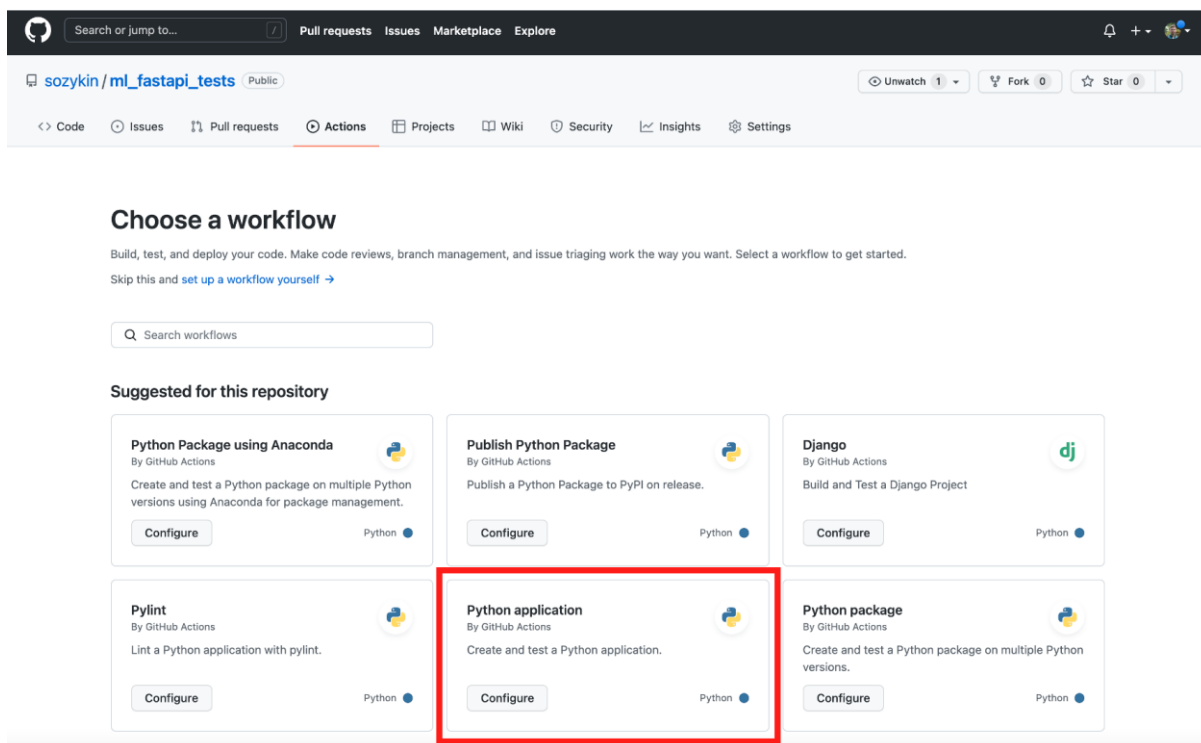 Search or jump to... / Pull requests Issues Marketplace Explore
sozykin / ml_fastapi_tests Public Unwatch 1 Fork 0 Star 0
Code Issues Pull requests Actions Projects Wiki Security Insights Settings
Choose a workflow
Build, test, and deploy your code. Make code reviews, branch management, and issue triaging work the way you want. Select a workflow to get started.
Skip this and set up a workflow yourself →
Search workflows
Suggested for this repository
Python Package using Anaconda
By GitHub Actions
Create and test a Python package on multiple Python
versions using Anaconda for package management.
Configure Python
Publish Python Package
By GitHub Actions
Publish a Python Package to PyPI on release.
Configure Python
Django
By GitHub Actions
Build and Test a Django Project
dj
Configure Python
Pylint
By GitHub Actions
Lint a Python application with pylint.
Configure Python
Python application
By GitHub Actions
Create and test a Python application.
Configure Python
Python package
By GitHub Actions
Create and test a Python package on multiple Python
versions.
Configure Python